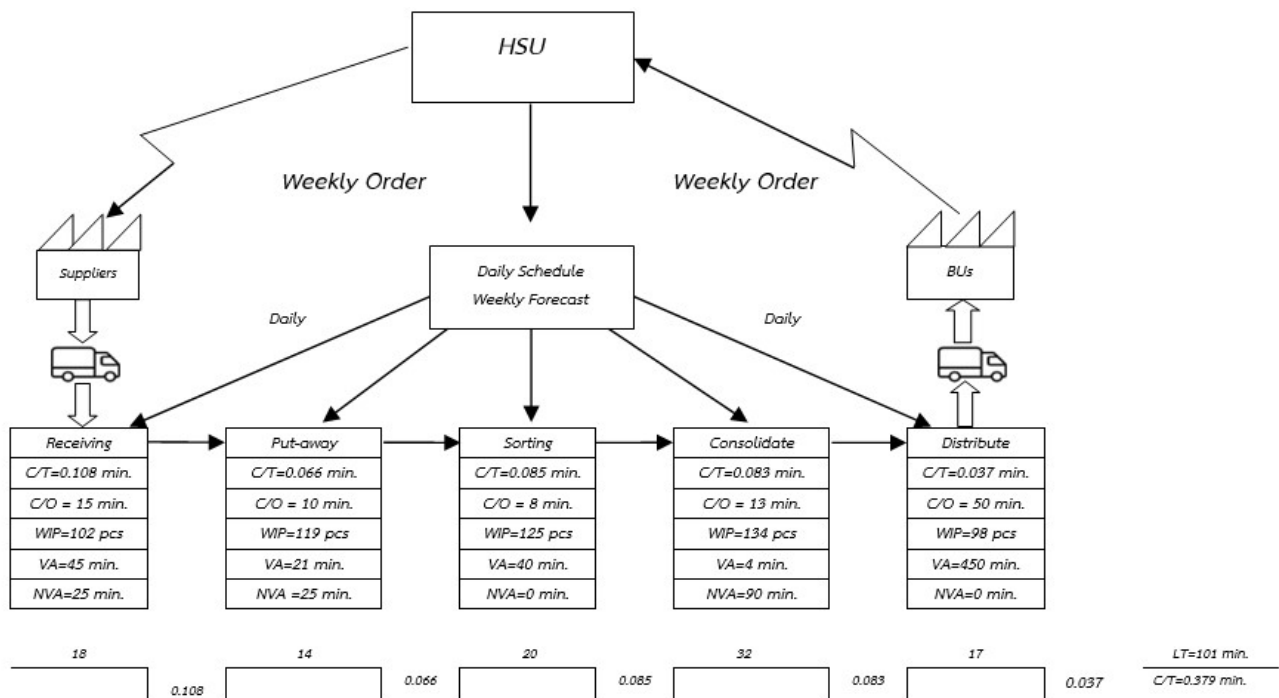 HSU
Weekly Order
Weekly Order
Suppliers
Daily Schedule
Weekly Forecast
BUs
Daily
Daily
Receiving
C/T=0.108 min.
C/O = 15 min.
WIP=102 pcs
VA=45 min.
NVA=25 min.
Put-away
C/T=0.066 min.
C/O = 10 min.
WIP=119 pcs
VA=21 min.
NVA =25 min.
Sorting
C/T=0.085 min.
C/O = 8 min.
WIP=125 pcs
VA=40 min.
NVA=0 min.
Consolidate
C/T=0.083 min.
C/O = 13 min.
WIP=134 pcs
VA=4 min.
NVA=90 min.
Distribute
C/T=0.037 min.
C/O = 50 min.
WIP=98 pcs
VA=450 min.
NVA=0 min.
18
0.108
14
0.066
20
0.085
32
0.083
17
0.037
LT=101 min.
C/T=0.379 min.